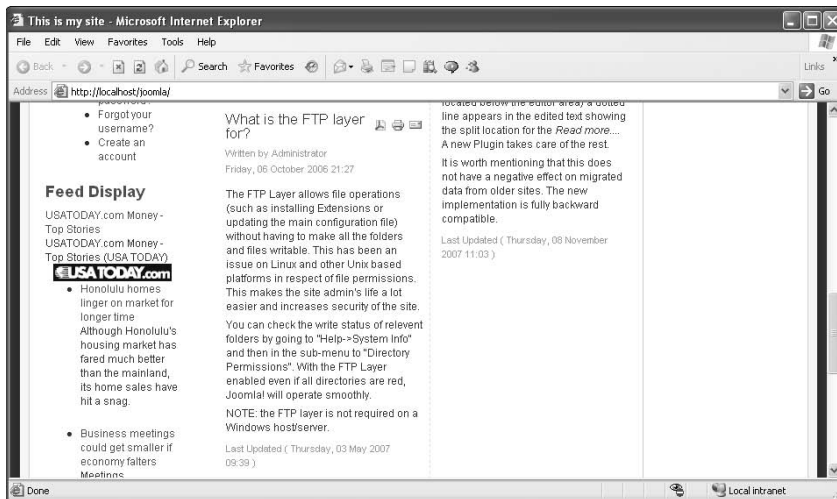 This is my site - Microsoft Internet Explorer
File Edit View Favorites Tools Help
Back Search Favorites Links
Address http://localhost/joomla/ Go
password?
Forgot your
username?
Create an
account
Feed Display
USATODAY.com Money -
Top Stories
USATODAY.com Money -
Top Stories (USA TODAY)
USA TODAY.com
Honolulu homes
linger on market for
longer time
Although Honolulu's
housing market has
fared much better
than the mainland,
its home sales have
hit a snag.
Business meetings
could get smaller if
economy falters
Meetings
What is the FTP layer
for?
Written by Administrator
Friday, 06 October 2006 21:27
The FTP Layer allows file operations
(such as installing Extensions or
updating the main configuration file)
without having to make all the folders
and files writable. This has been an
issue on Linux and other Unix based
platforms in respect of file permissions.
This makes the site admin's life a lot
easier and increases security of the site.
You can check the write status of relevent
folders by going to "Help->System Info"
and then in the sub-menu to "Directory
Permissions". With the FTP Layer
enabled even if all directories are red,
Joomla! will operate smoothly.
NOTE: the FTP layer is not required on a
Windows host/server.
Last Updated ( Thursday, 03 May 2007
09:39 )
located below the editor area) a dotted
line appears in the edited text showing
the split location for the Read more....
A new Plugin takes care of the rest.
It is worth mentioning that this does
not have a negative effect on migrated
data from older sites. The new
implementation is fully backward
compatible.
Last Updated ( Thursday, 08 November
2007 11:03 )
Done Local intranet